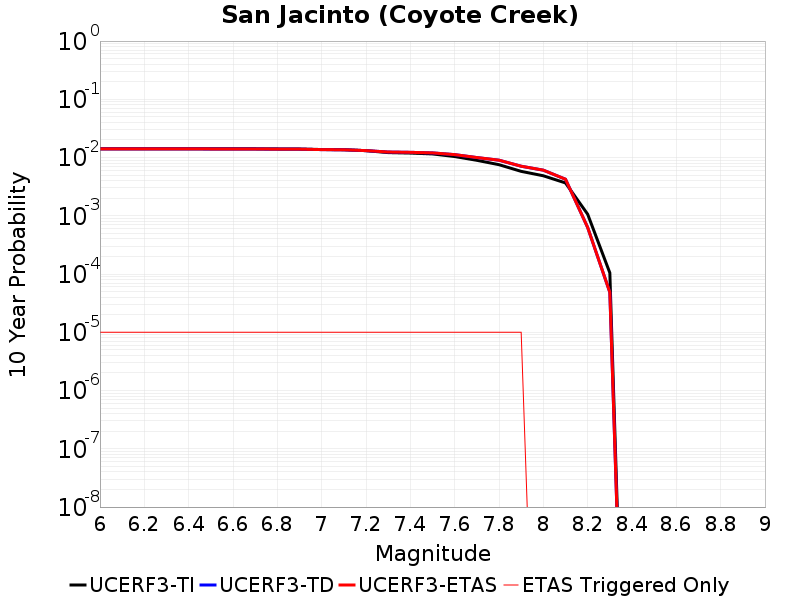 San Jacinto (Coyote Creek)
10 Year Probability
10^0
10^-1
10^-2
10^-3
10^-4
10^-5
10^-6
10^-7
10^-8
6 6.2 6.4 6.6 6.8 7 7.2 7.4 7.6 7.8 8 8.2 8.4 8.6 8.8 9
Magnitude
UCERF3-TI UCERF3-TD UCERF3-ETAS ETAS Triggered Only